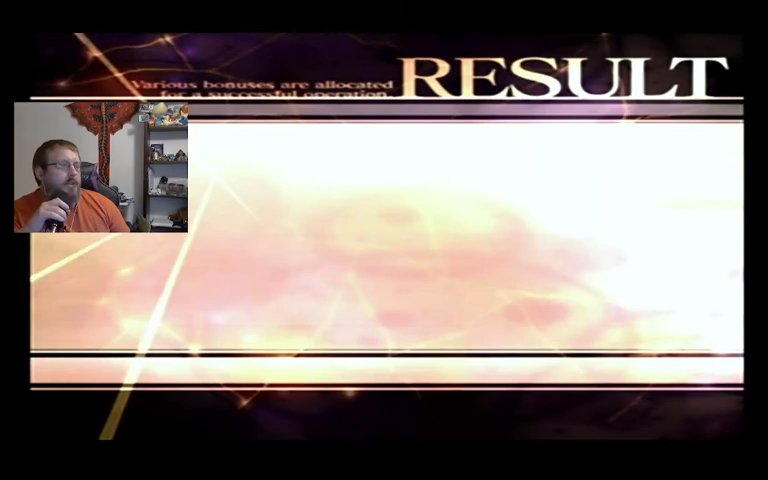 RESULT
Various bonuses are allocated
for a successful operation.